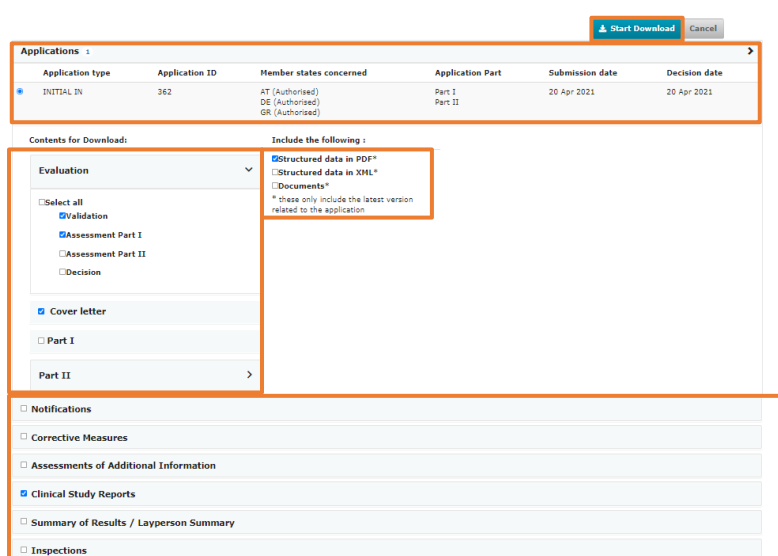 Start Download Cancel
Applications 1
Application type Application ID Member states concerned Application Part Submission date Decision date
INITIAL IN 362 AT (Authorised) Part I 20 Apr 2021 20 Apr 2021
DE (Authorised) Part II
GR (Authorised)
Contents for Download: Include the following :
Evaluation
Structured data in PDF*
Structured data in XML*
Documents*
* these only include the latest version
related to the application
Select all
Validation
Assessment Part I
Assessment Part II
Decision
Cover letter
Part I
Part II
Notifications
Corrective Measures
Assessments of Additional Information
Clinical Study Reports
Summary of Results / Layperson Summary
Inspections